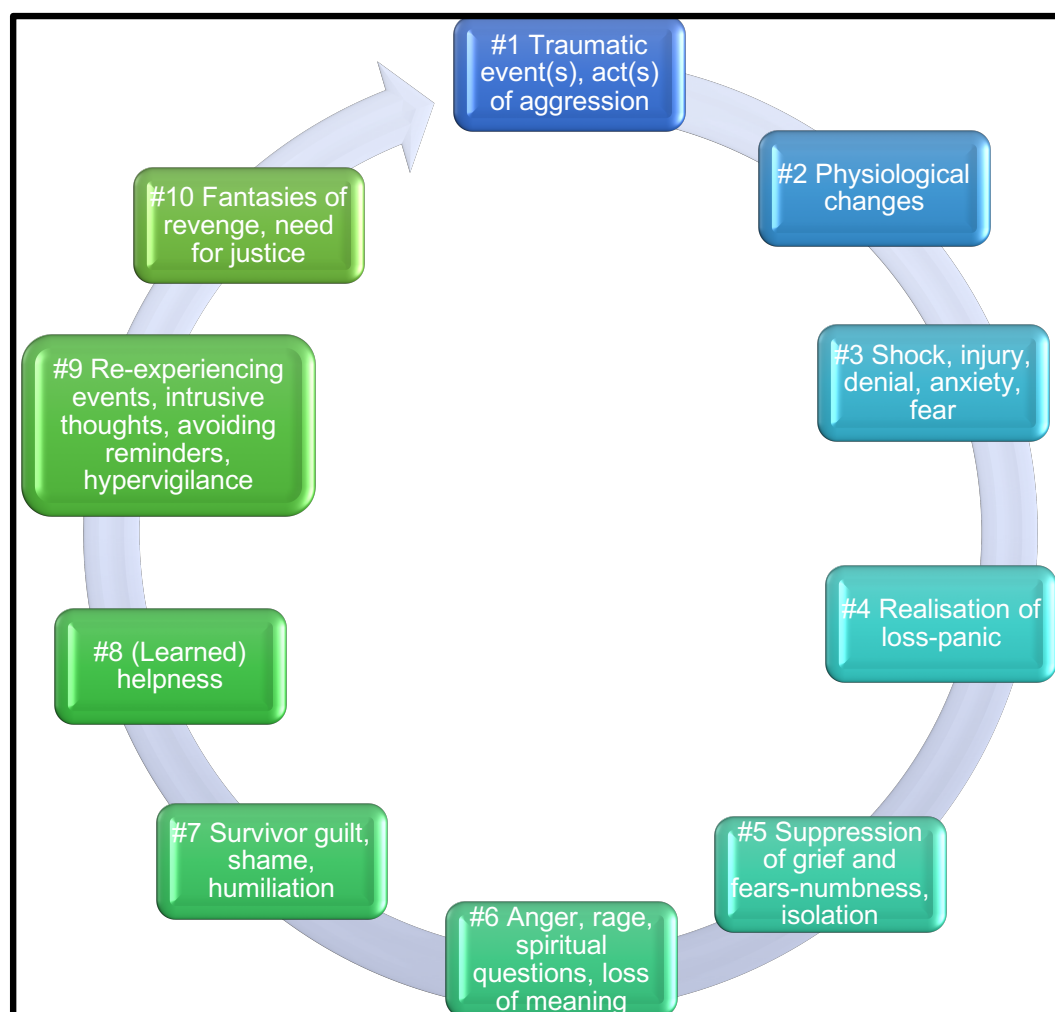 #1 Traumatic
event(s), act(s)
of aggression
#2 Physiological
changes
#3 Shock, injury,
denial, anxiety,
fear
#4 Realisation of
loss-panic
#5 Suppression
of grief and
fears-numbness,
isolation
#6 Anger, rage,
spiritual
questions, loss
of meaning
#7 Survivor guilt,
shame,
humiliation
#8 (Learned)
helpness
#9 Re-experiencing
events, intrusive
thoughts, avoiding
reminders,
hypervigilance
#10 Fantasies of
revenge, need
for justice